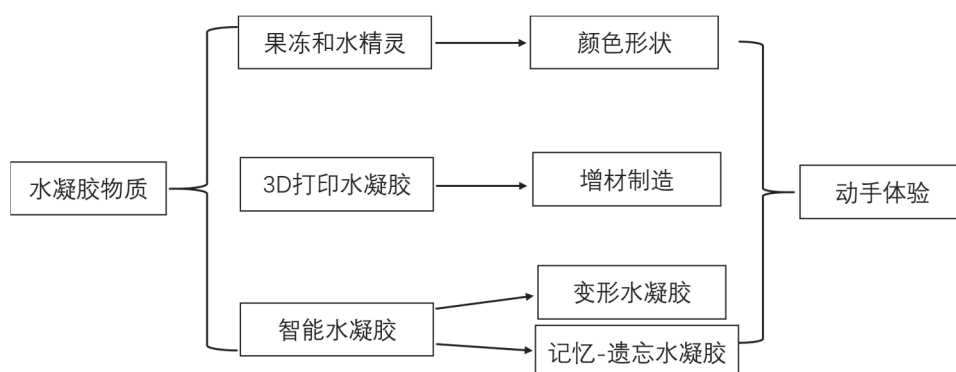 果冻和水精灵
颜色形状
水凝胶物质
3D打印水凝胶
增材制造
动手体验
智能水凝胶
变形水凝胶
记忆-遗忘水凝胶